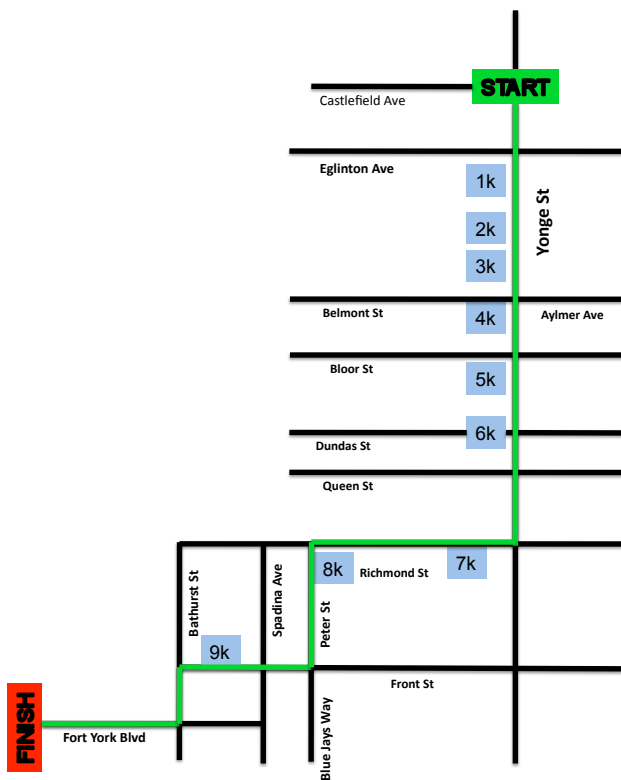 START
Castlefield Ave
Eglinton Ave
1k
Yonge St
2k
3k
Belmont St
4k
Aylmer Ave
Bloor St
5k
6k
Dundas St
Queen St
Bathurst St
Spadina Ave
8k
Richmond St
7k
Peter St
9k
Front St
FINISH
Fort York Blvd
Blue Jays Way